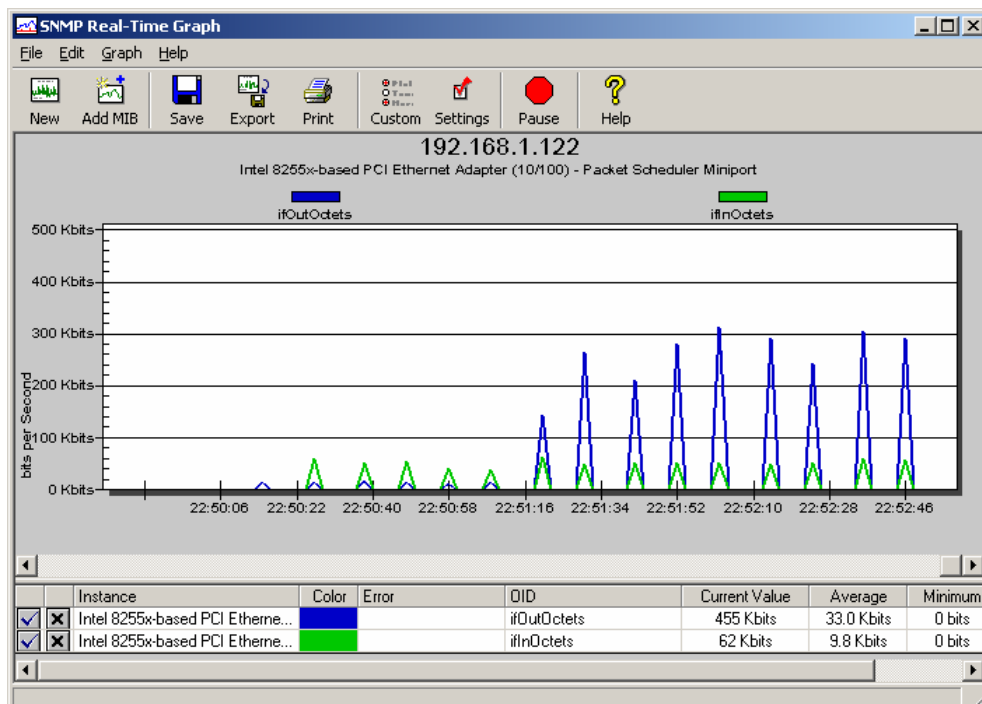 SNMP Real-Time Graph
File Edit Graph Help
New Add MIB Save Export Print Custom Settings Pause Help
192.168.1.122
Intel 8255x-based PCI Ethernet Adapter (10/100) - Packet Scheduler Miniport
ifOutOctets ifInOctets
500 Kbits
400 Kbits
300 Kbits
200 Kbits
100 Kbits
0 Kbits
bits per Second
22:50:06 22:50:22 22:50:40 22:50:58 22:51:16 22:51:34 22:51:52 22:52:10 22:52:28 22:52:46
Instance Color Error OID Current Value Average Minimum
Intel 8255x-based PCI Etherne... ifOutOctets 455 Kbits 33.0 Kbits 0 bits
Intel 8255x-based PCI Etherne... ifInOctets 62 Kbits 9.8 Kbits 0 bits